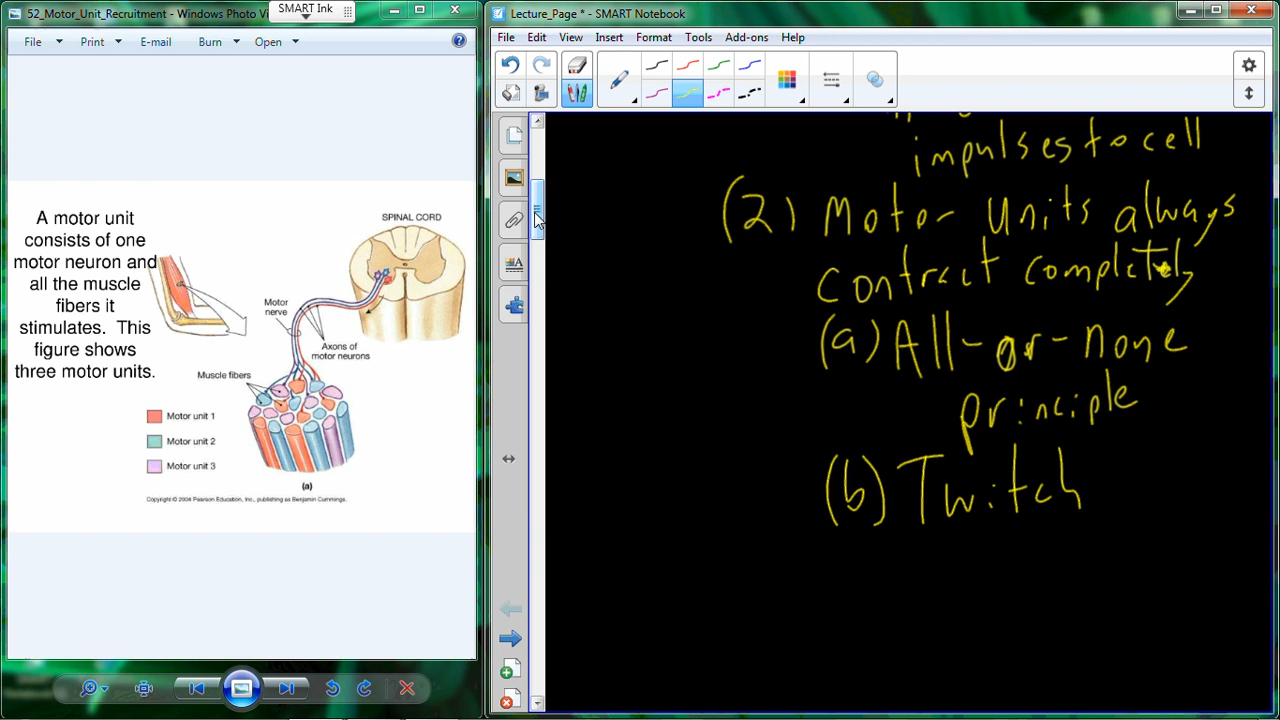 52_Motor_Unit_Recruitment - Windows Photo Vi
SMART Ink
File Print E-mail Burn Open
A motor unit
consists of one
motor neuron and
all the muscle
fibers it
stimulates. This
figure shows
three motor units.
SPINAL CORD
Motor
nerve
Axons of
motor neurons
Muscle fibers
Motor unit 1
Motor unit 2
Motor unit 3
(a)
Copyright © 2004 Pearson Education, Inc., publishing as Benjamin Cummings.
Lecture_Page * - SMART Notebook
File Edit View Insert Format Tools Add-ons Help
impulses to cell
(2) Motor Units always
contract completely
(a) All-or-none
principle
(b) Twitch